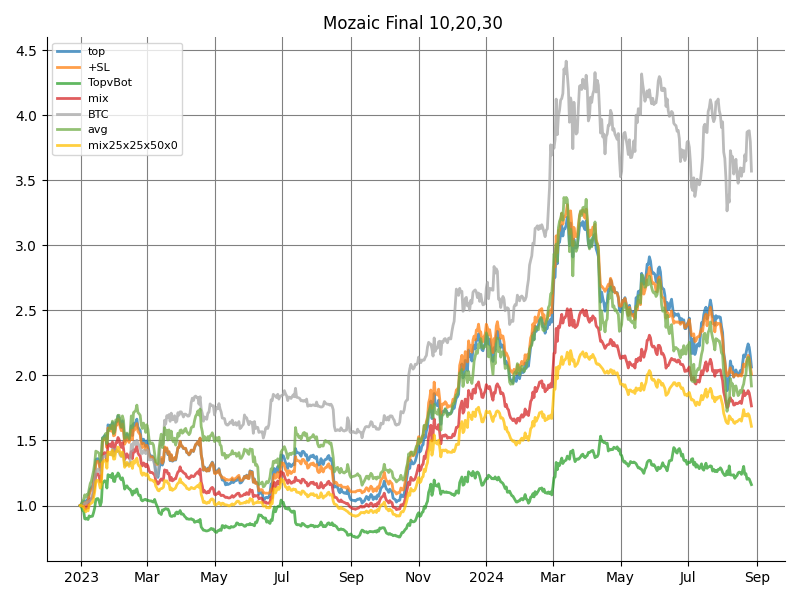 Mozaic Final 10,20,30
4.5
4.0
3.5
3.0
2.5
2.0
1.5
1.0
top
+SL
TopvBot
mix
BTC
avg
mix25x25x50x0
2023 Mar May Jul Sep Nov 2024 Mar May Jul Sep